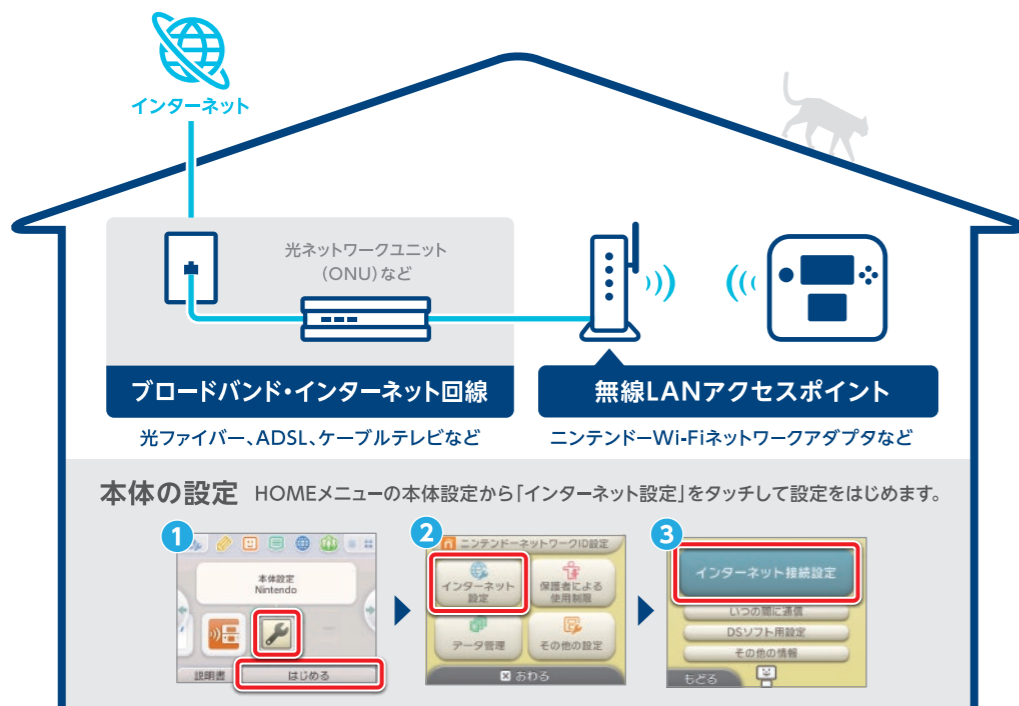 インターネット
光ネットワークユニット
(ONU)など
ブロードバンド・インターネット回線
無線LANアクセスポイント
光ファイバー、ADSL、ケーブルテレビなど
ニンテンドーWi-Fiネットワークアダプタなど
本体の設定 HOMEメニューの本体設定から「インターネット設定」をタッチして設定をはじめます。
1
本体設定
Nintendo
説明書
はじめる
2
ニンテンドーネットワークID設定
インターネット
設定
保護者による
使用制限
データ管理
その他の設定
おわる
3
インターネット接続設定
いつの間に通信
DSソフト用設定
その他の情報
もどる